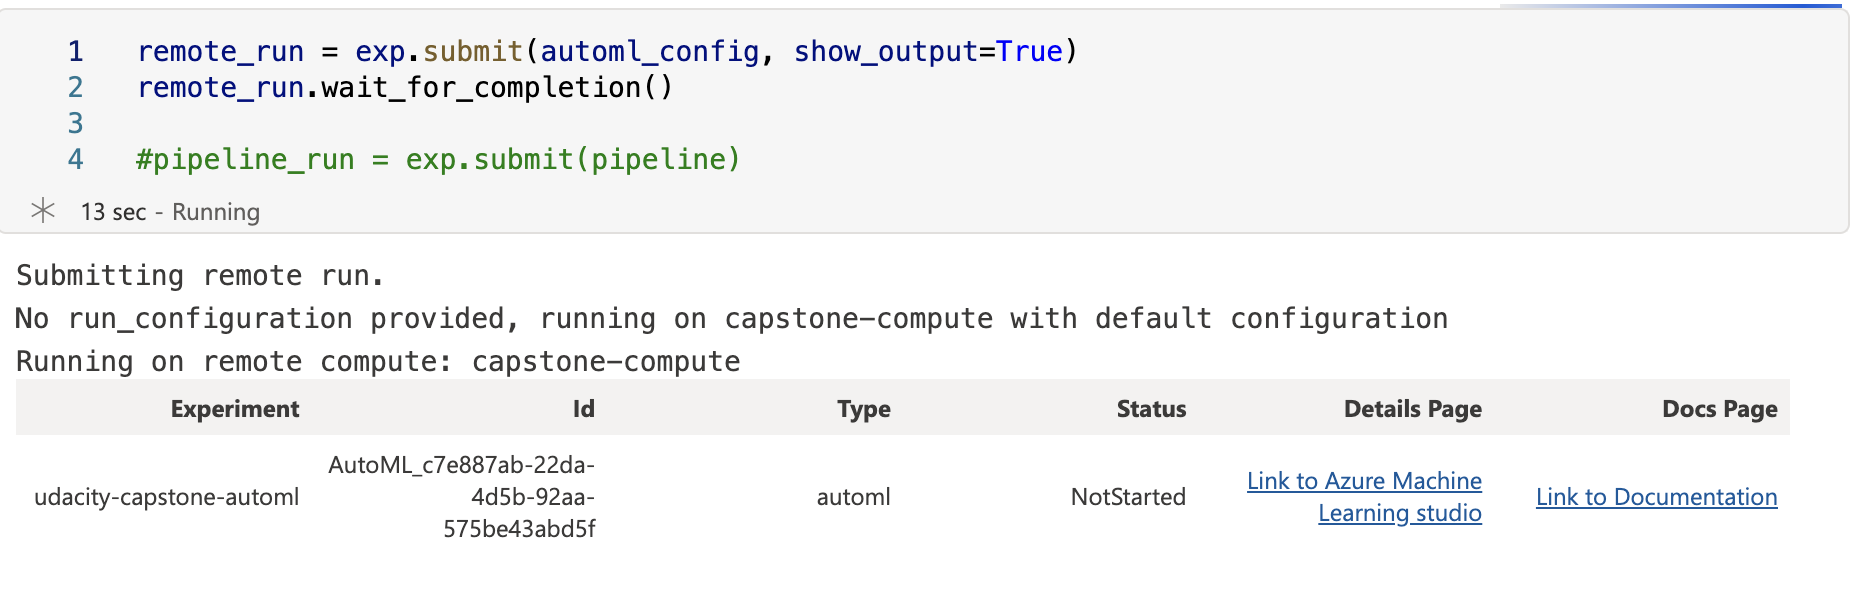 1 remote_run = exp.submit(automl_config, show_output=True)
2 remote_run.wait_for_completion()
3
4 #pipeline_run = exp.submit(pipeline)
13 sec - Running
Submitting remote run.
No run_configuration provided, running on capstone-compute with default configuration
Running on remote compute: capstone-compute
Experiment Id Type Status Details Page Docs Page
udacity-capstone-automl
AutoML_c7e887ab-22da-
4d5b-92aa-
575be43abd5f
automl
NotStarted
Link to Azure Machine
Learning studio
Link to Documentation